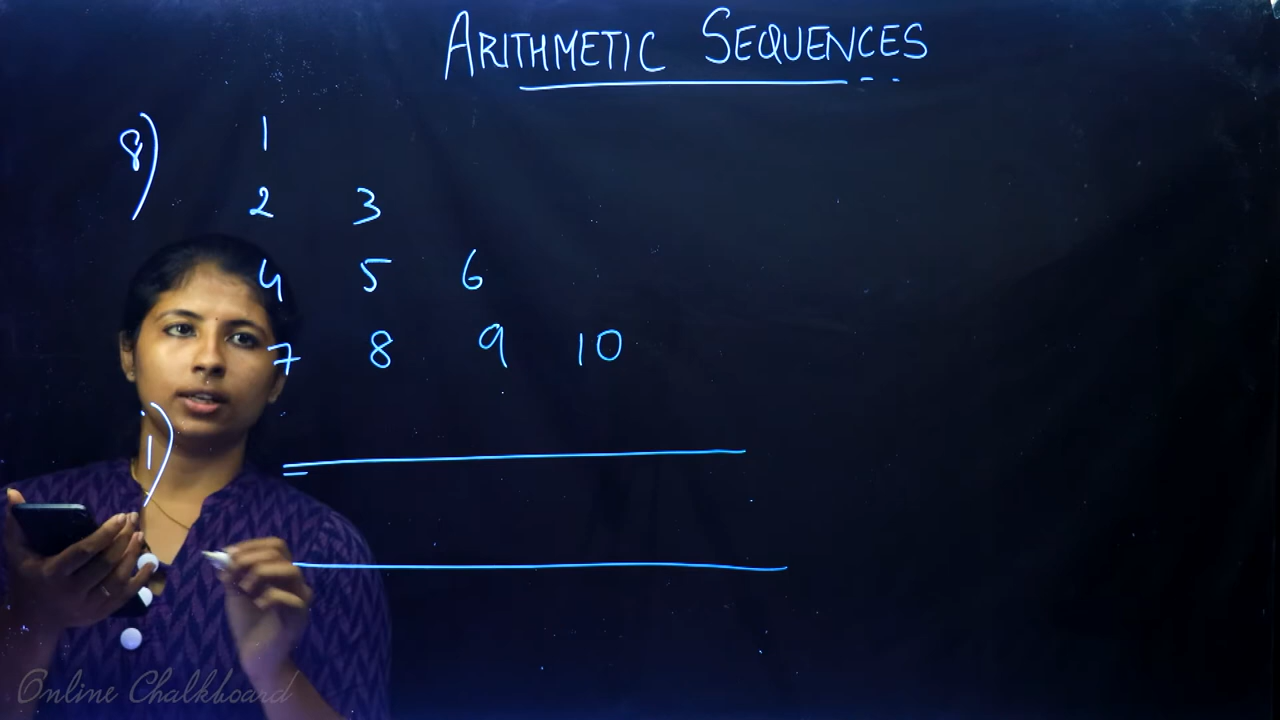 ARITHMETIC SEQUENCES
8) 1
2 3
4 5 6
7 8 9 10
i)
Online Chalkboard